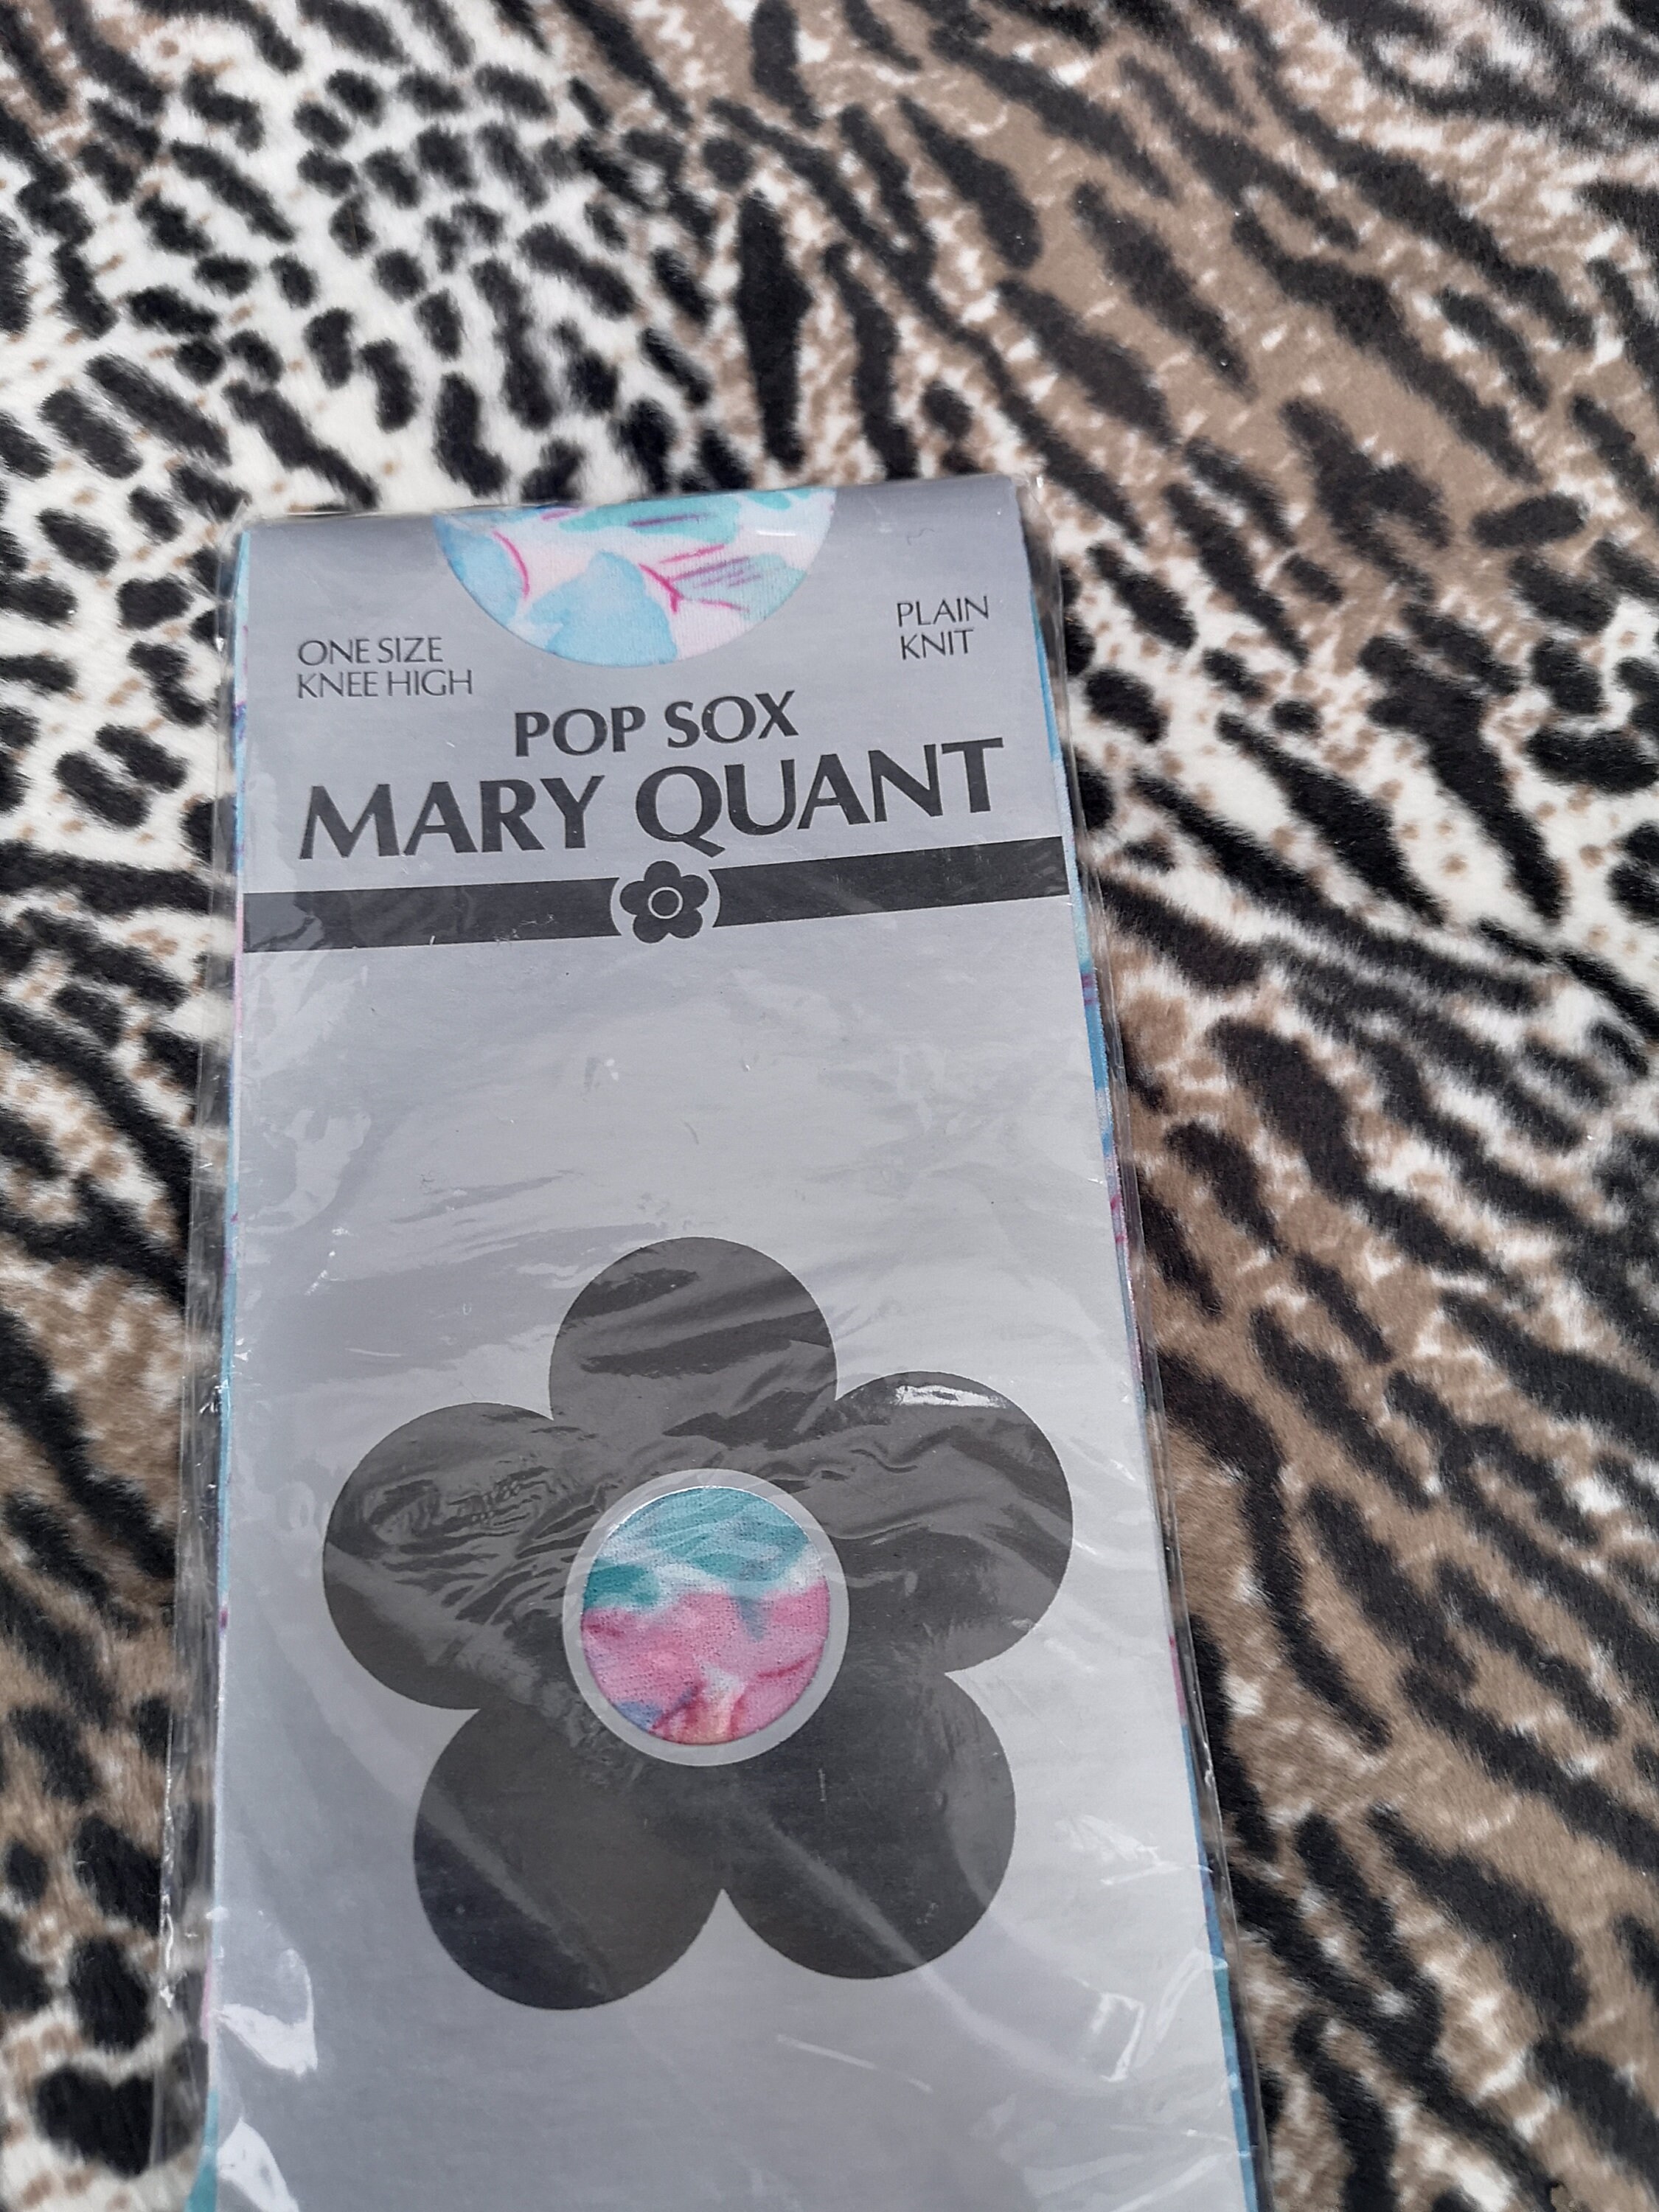 ONE SIZE
KNEE HIGH
PLAIN
KNIT
POP SOX
MARY QUANT